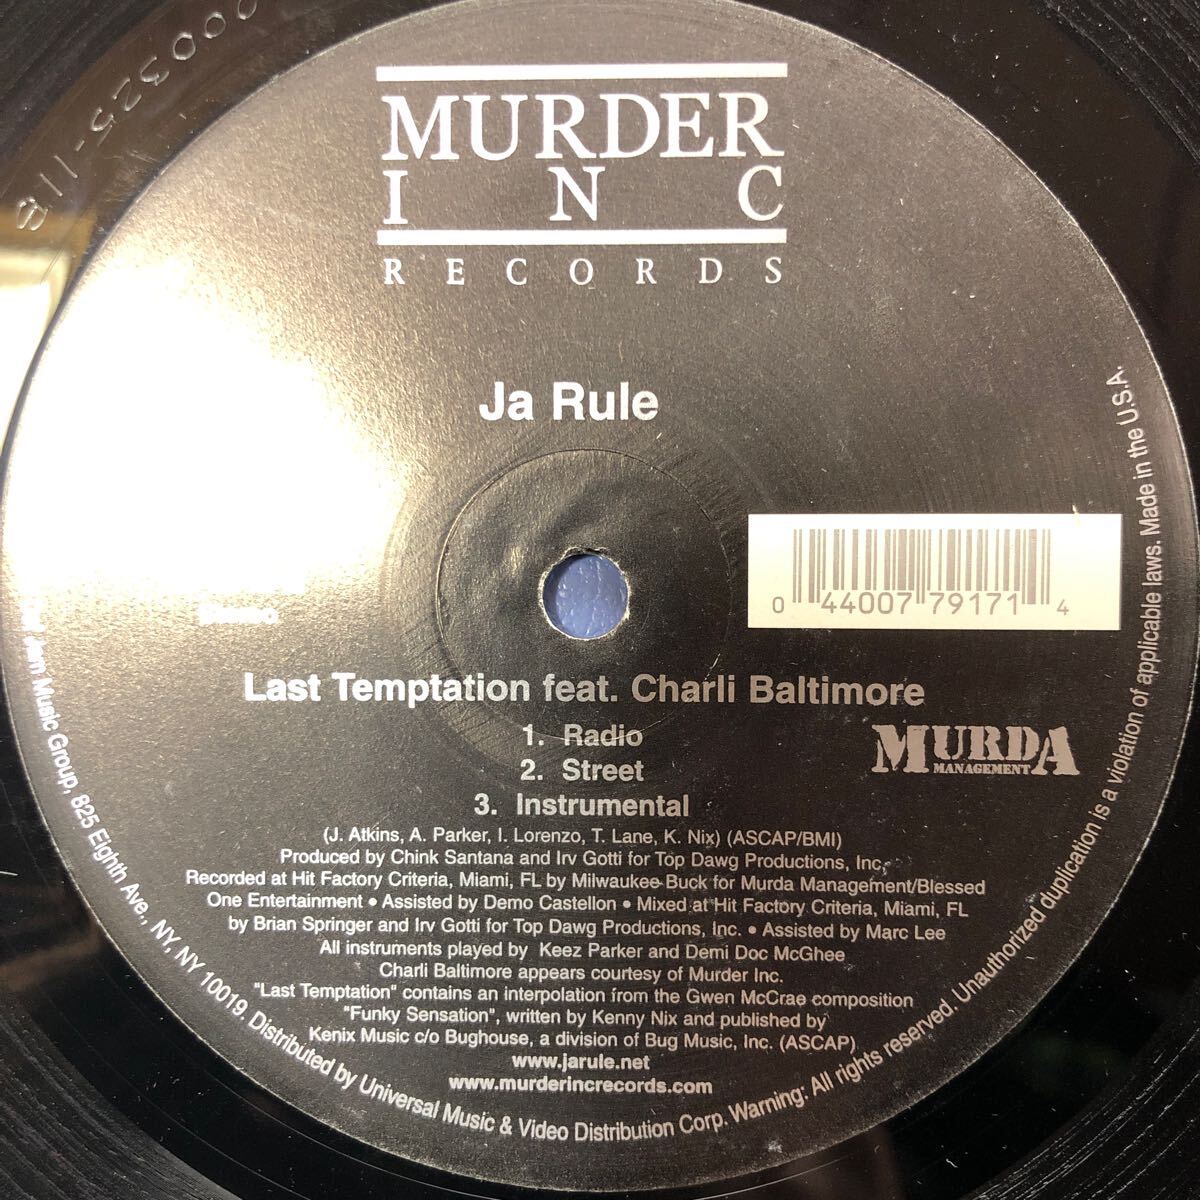 MURDER
INC
RECORDS
Ja Rule
0 44007 79171 4
Stereo
Last Temptation feat. Charli Baltimore
1. Radio
2. Street
3. Instrumental
MURDA
MANAGEMENT
(J. Atkins, A. Parker, I. Lorenzo, T. Lane, K. Nix) (ASCAP/BMI)
Produced by Chink Santana and Irv Gotti for Top Dawg Productions, Inc.
Recorded at Hit Factory Criteria, Miami, FL by Milwaukee Buck for Murda Management/Blessed
One Entertainment • Assisted by Demo Castellon • Mixed at Hit Factory Criteria, Miami, FL
by Brian Springer and Irv Gotti for Top Dawg Productions, Inc. • Assisted by Marc Lee
All instruments played by Keez Parker and Demi Doc McGhee
Charli Baltimore appears courtesy of Murder Inc.
"Last Temptation" contains an interpolation from the Gwen McCrae composition
"Funky Sensation", written by Kenny Nix and published by
Kenix Music c/o Bughouse, a division of Bug Music, Inc. (ASCAP)
www.jarule.net
www.murderincrecords.com
Jam Music Group, 825 Eighth Ave., NY, NY 10019. Distributed by Universal Music & Video Distribution Corp. Warning: All rights reserved. Unauthorized duplication is a violation of applicable laws. Made in the U.S.A.